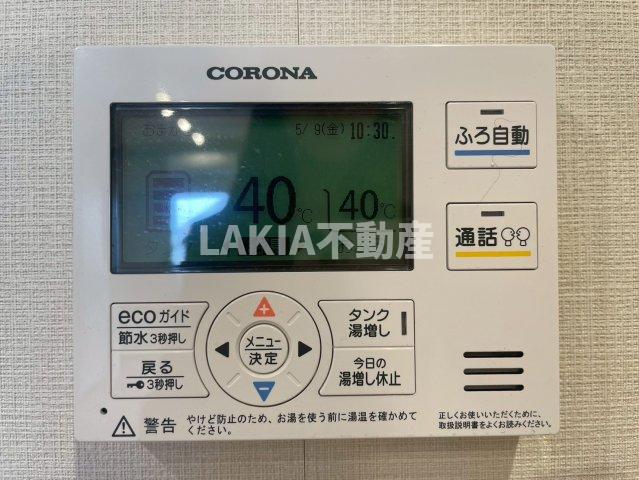 CORONA
おまか
5/ 9(金) 10:30
40℃ 40℃
LAKIA不動産
ふろ自動
通話
ecoガイド
節水3秒押し
戻る
3秒押し
メニュー
決定
タンク
湯増し
今日の
湯増し休止
警告 やけど防止のため、お湯を使う前に湯温を確かめて
ください。
正しくお使いいただくために、
取扱説明書をよくお読みください。